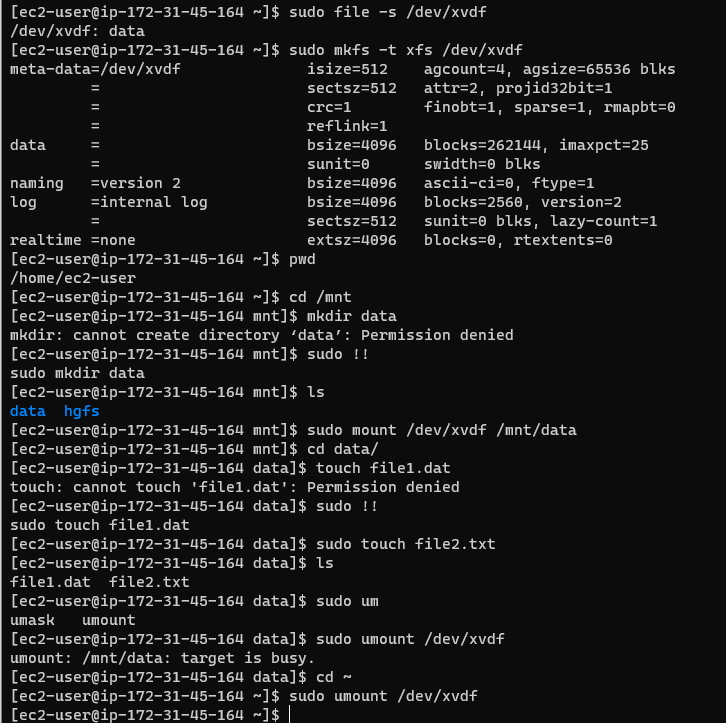 [ec2-user@ip-172-31-45-164 ~]$ sudo file -s /dev/xvdf
/dev/xvdf: data
[ec2-user@ip-172-31-45-164 ~]$ sudo mkfs -t xfs /dev/xvdf
meta-data=/dev/xvdf              isize=512    agcount=4, agsize=65536 blks
         =                       sectsz=512   attr=2, projid32bit=1
         =                       crc=1        finobt=1, sparse=1, rmapbt=0
         =                       reflink=1
data     =                       bsize=4096   blocks=262144, imaxpct=25
         =                       sunit=0      swidth=0 blks
naming   =version 2              bsize=4096   ascii-ci=0, ftype=1
log      =internal log           bsize=4096   blocks=2560, version=2
         =                       sectsz=512   sunit=0 blks, lazy-count=1
realtime =none                   extsz=4096   blocks=0, rtextents=0
[ec2-user@ip-172-31-45-164 ~]$ pwd
/home/ec2-user
[ec2-user@ip-172-31-45-164 ~]$ cd /mnt
[ec2-user@ip-172-31-45-164 mnt]$ mkdir data
mkdir: cannot create directory ‘data’: Permission denied
[ec2-user@ip-172-31-45-164 mnt]$ sudo !!
sudo mkdir data
[ec2-user@ip-172-31-45-164 mnt]$ ls
data  hgfs
[ec2-user@ip-172-31-45-164 mnt]$ sudo mount /dev/xvdf /mnt/data
[ec2-user@ip-172-31-45-164 mnt]$ cd data/
[ec2-user@ip-172-31-45-164 data]$ touch file1.dat
touch: cannot touch 'file1.dat': Permission denied
[ec2-user@ip-172-31-45-164 data]$ sudo !!
sudo touch file1.dat
[ec2-user@ip-172-31-45-164 data]$ sudo touch file2.txt
[ec2-user@ip-172-31-45-164 data]$ ls
file1.dat  file2.txt
[ec2-user@ip-172-31-45-164 data]$ sudo um
umask   umount
[ec2-user@ip-172-31-45-164 data]$ sudo umount /dev/xvdf
umount: /mnt/data: target is busy.
[ec2-user@ip-172-31-45-164 data]$ cd ~
[ec2-user@ip-172-31-45-164 ~]$ sudo umount /dev/xvdf
[ec2-user@ip-172-31-45-164 ~]$